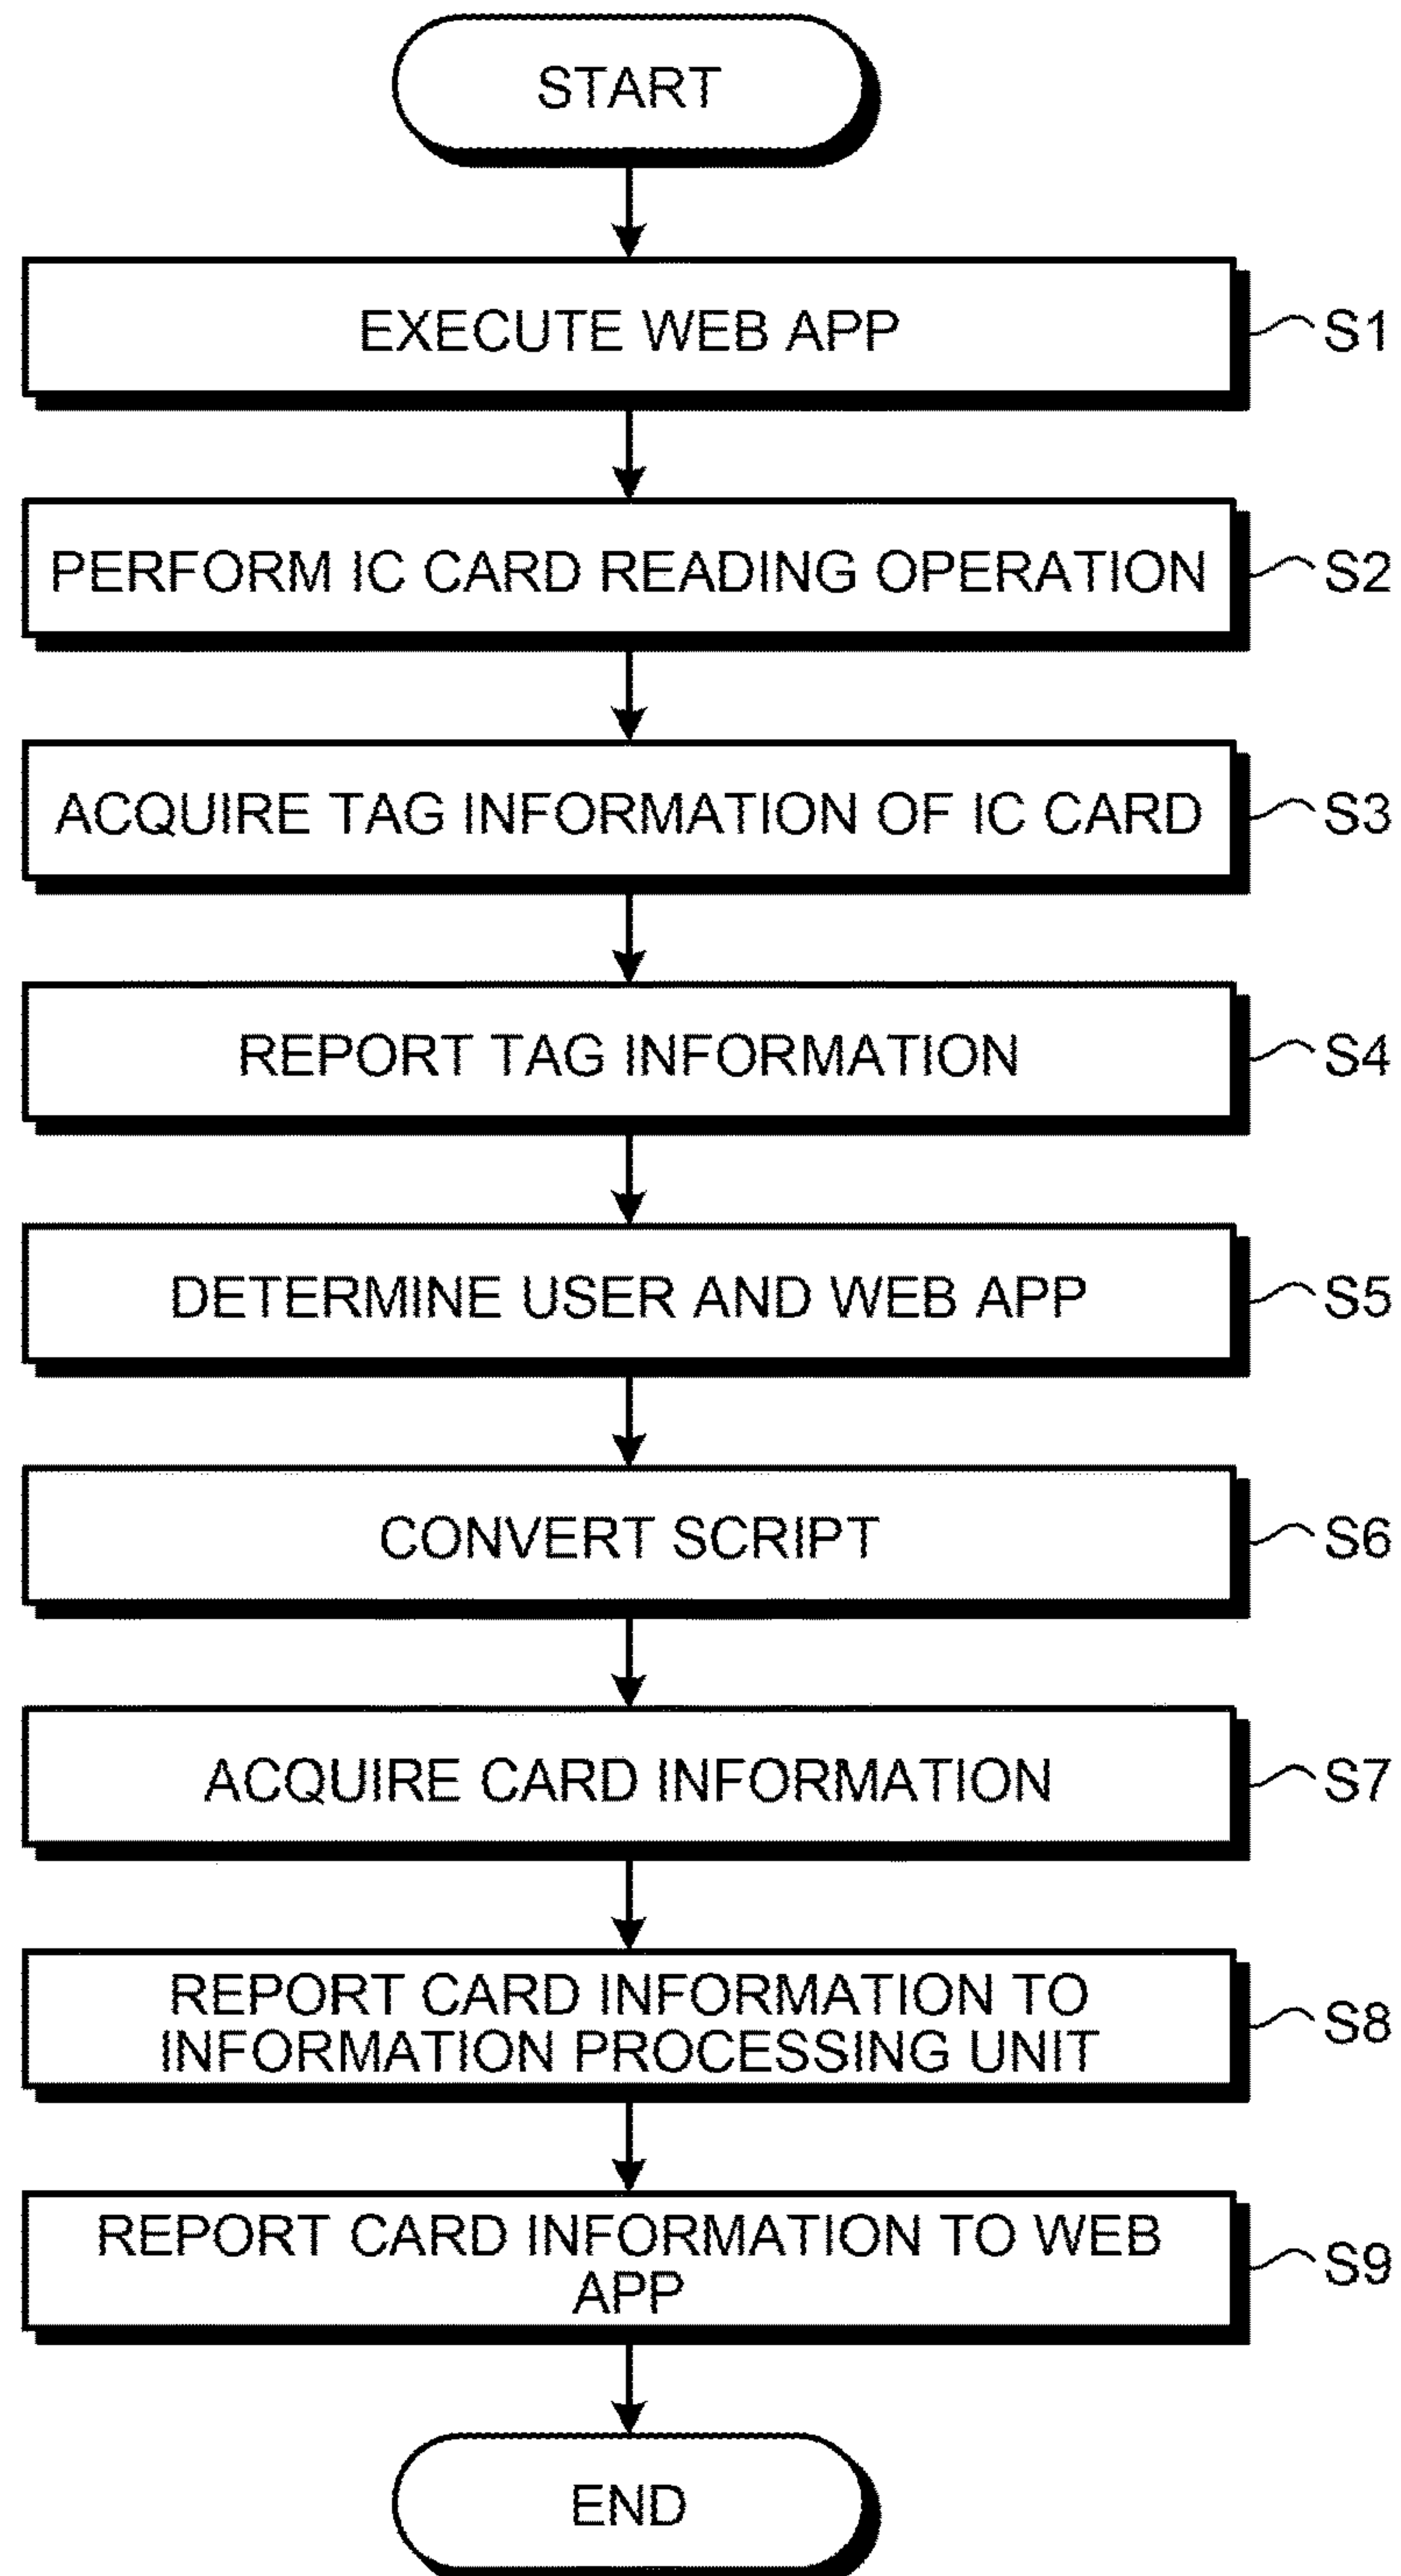 START
EXECUTE WEB APP
S1
PERFORM IC CARD READING OPERATION
S2
ACQUIRE TAG INFORMATION OF IC CARD
S3
REPORT TAG INFORMATION
S4
DETERMINE USER AND WEB APP
S5
CONVERT SCRIPT
S6
ACQUIRE CARD INFORMATION
S7
REPORT CARD INFORMATION TO
INFORMATION PROCESSING UNIT
S8
REPORT CARD INFORMATION TO WEB
APP
S9
END